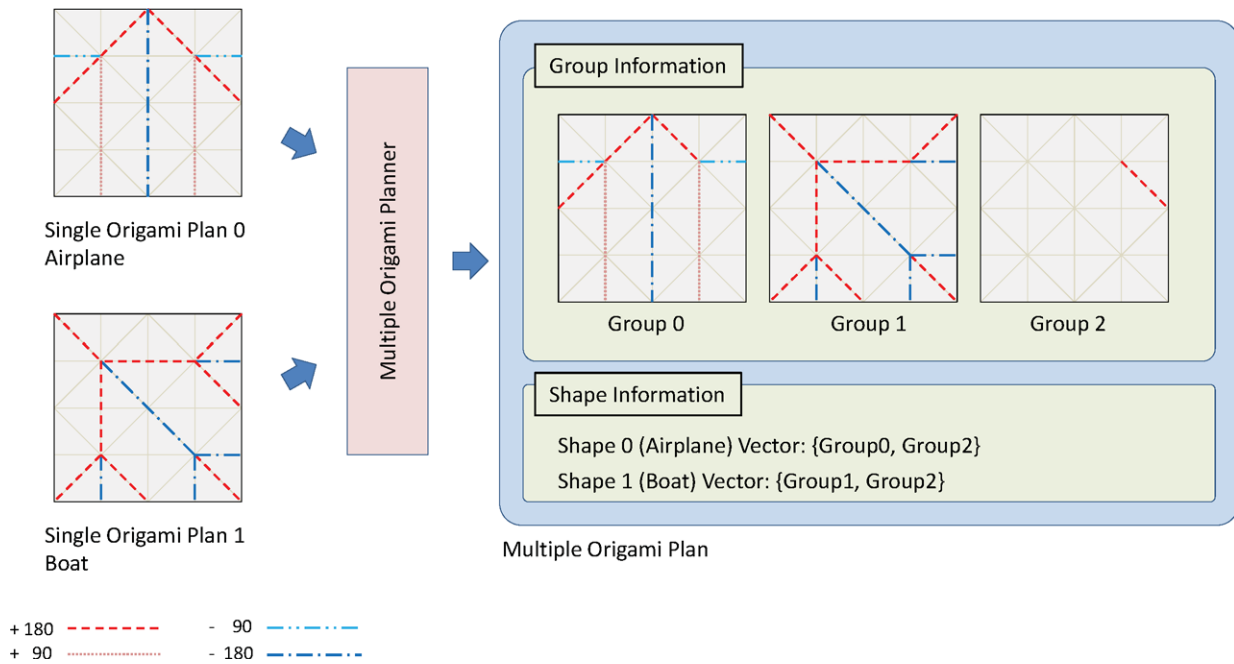 Single Origami Plan 0
Airplane
Single Origami Plan 1
Boat
Multiple Origami Planner
Group Information
Group 0
Group 1
Group 2
Shape Information
Shape 0 (Airplane) Vector: {Group0, Group2}
Shape 1 (Boat) Vector: {Group1, Group2}
Multiple Origami Plan
+ 180
- 90
+ 90
- 180